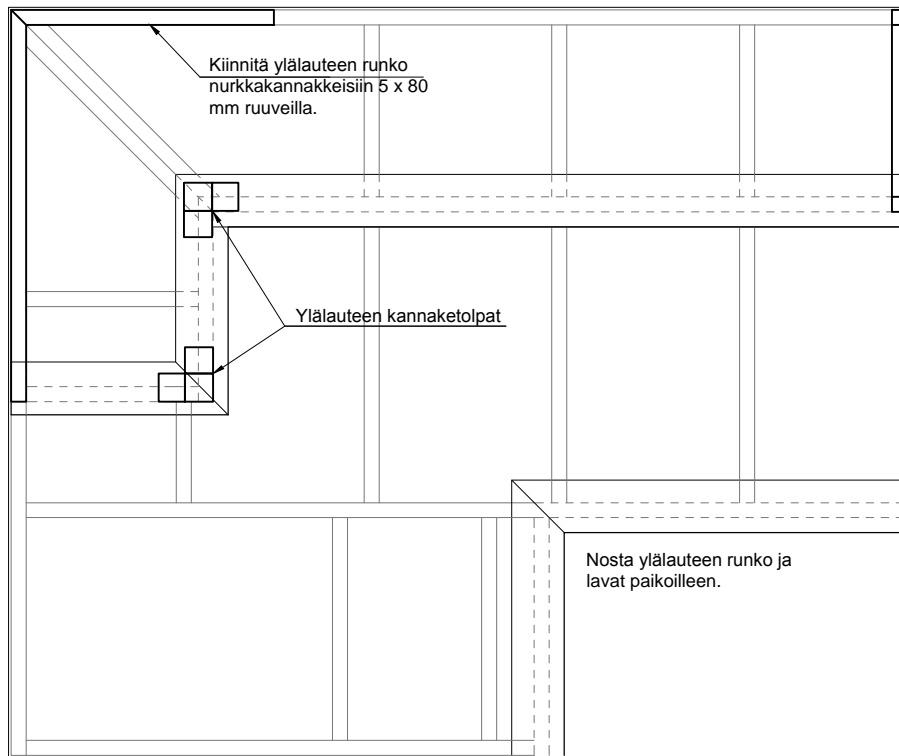 Kiinnitä ylälauteen runko
nurkkakannakkeisiin 5 x 80
mm ruuveilla.
Ylälauteen kannaketolpat
Nosta ylälauteen runko ja
lavat paikoilleen.